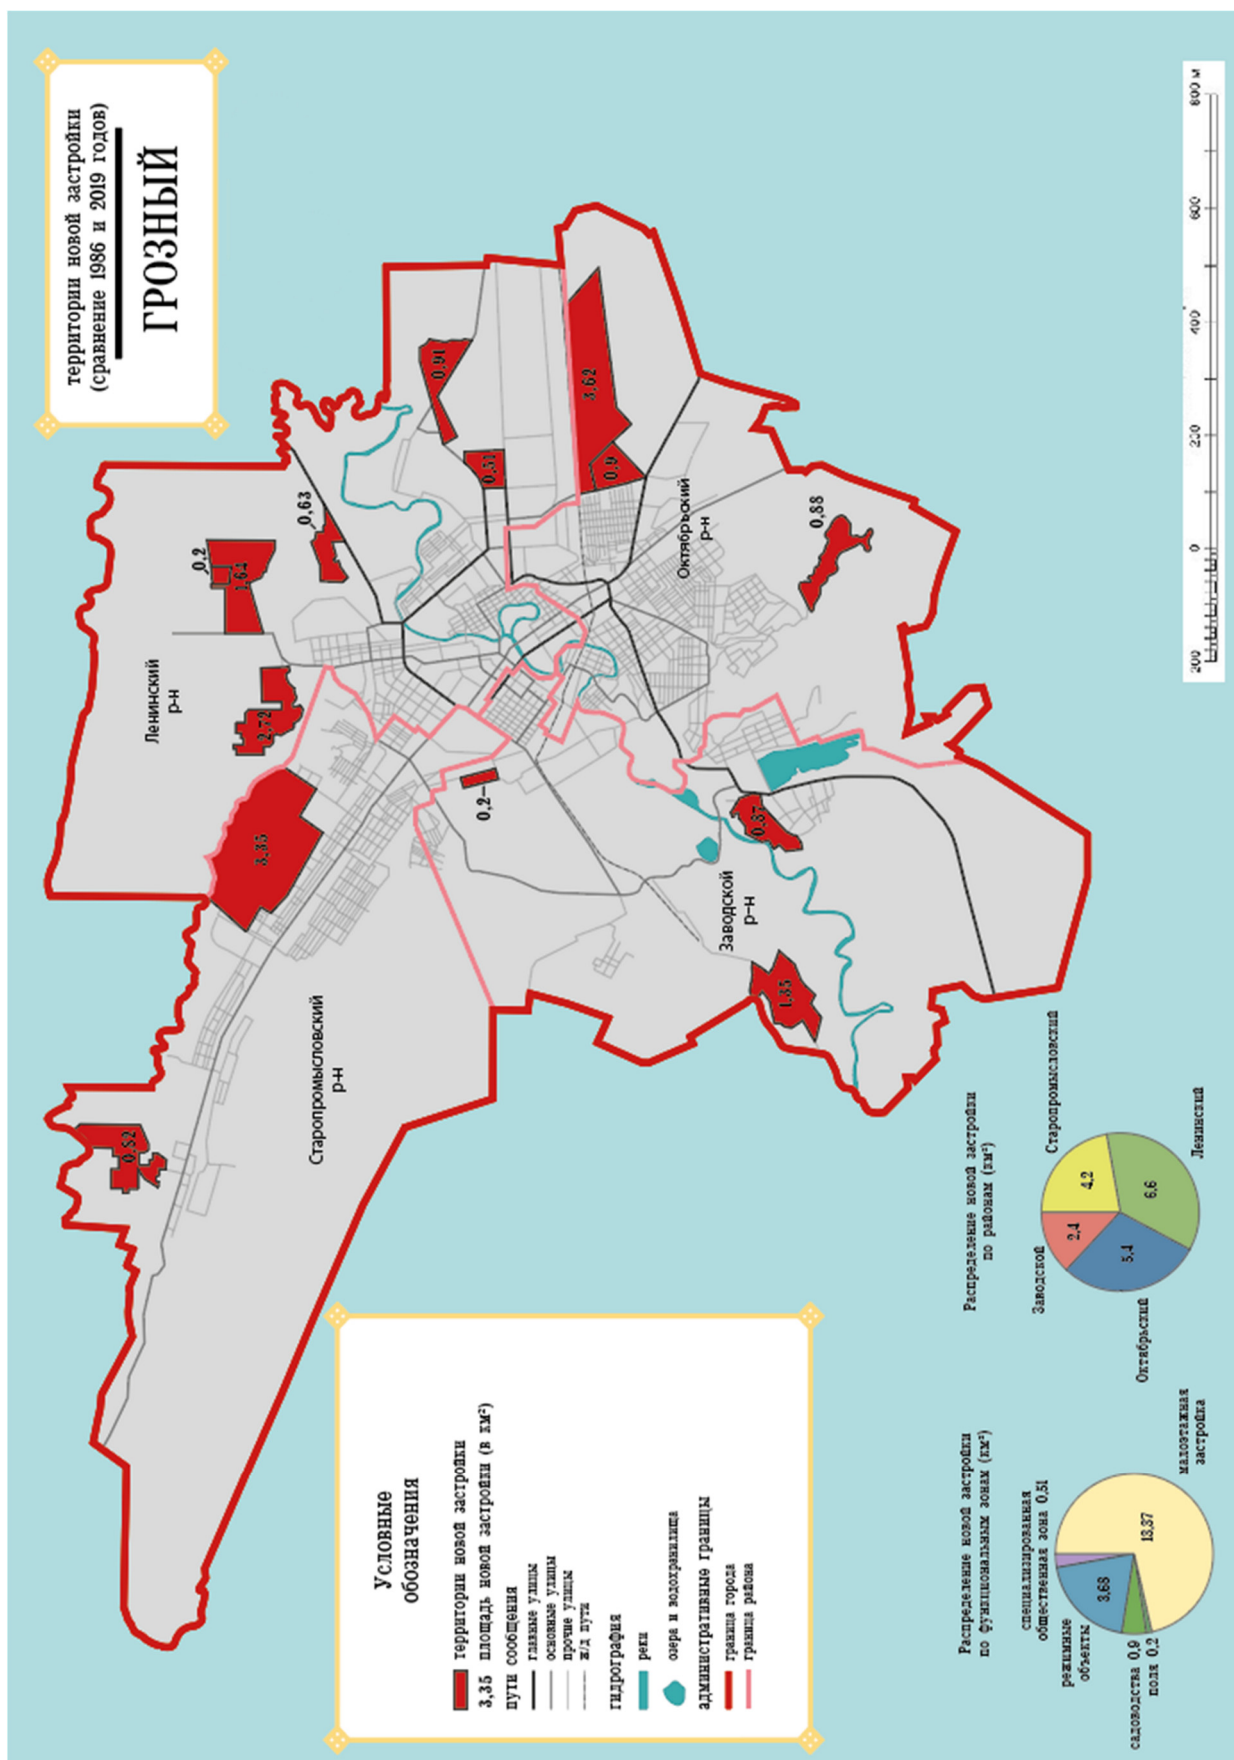 территории новой застройки
(сравнение 1986 и 2019 годов)
ГРОЗНЫЙ
0,52
3,35
2,72
0,2
1,64
0,63
0,91
0,51
3,62
0,9
0,88
0,2
0,87
1,35
Ленинский
р-н
Старопромысловский
р-н
Заводской
р-н
Октябрьский
р-н
Условные
обозначения
территории новой застройки
3,35 площадь новой застройки (в км²)
пути сообщения
главные улицы
основные улицы
прочие улицы
ж/д пути
гидрография
реки
озера и водохранилища
административные границы
граница города
граница района
Распределение новой застройки
по функциональным зонам (км²)
специализированная
общественная зона 0,51
режимные
объекты
3,68
садоводства 0,9
поля 0,2
13,37
малоэтажная
застройка
Распределение новой застройки
по районам (км²)
Заводской
2,4
Старопромысловский
4,2
Октябрьский
5,4
Ленинский
6,6
200 0 220 400 600 800 м